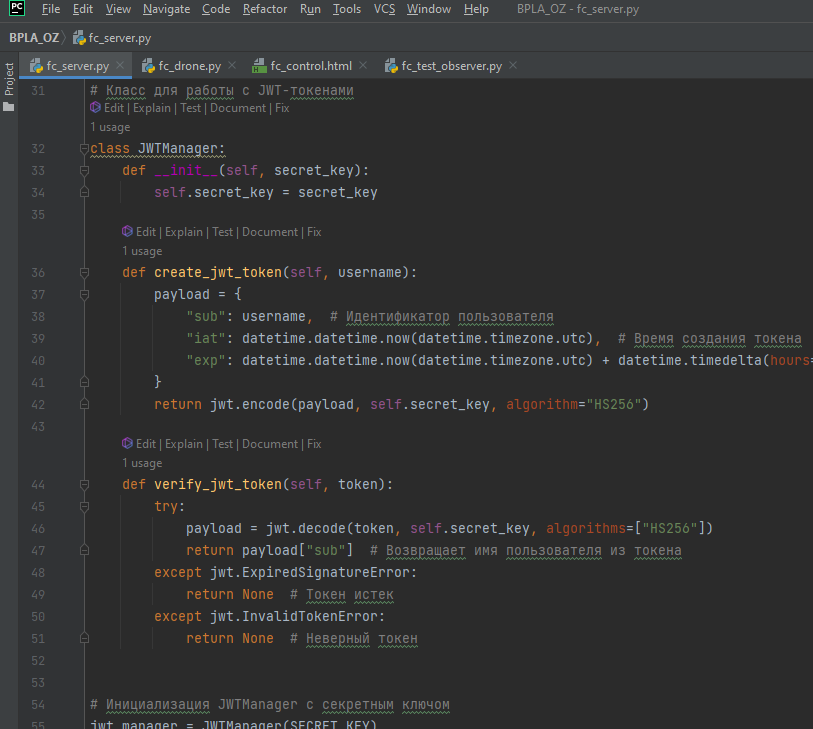 PC File Edit View Navigate Code Refactor Run Tools VCS Window Help BPLA_OZ - fc_server.py
BPLA_OZ fc_server.py
fc_server.py fc_drone.py fc_control.html fc_test_observer.py
Project
31 # Класс для работы с JWT-токенами
Edit | Explain | Test | Document | Fix
1 usage
32 class JWTManager:
33 def __init__(self, secret_key):
34 self.secret_key = secret_key
35
Edit | Explain | Test | Document | Fix
1 usage
36 def create_jwt_token(self, username):
37 payload = {
38 "sub": username, # Идентификатор пользователя
39 "iat": datetime.datetime.now(datetime.timezone.utc), # Время создания токена
40 "exp": datetime.datetime.now(datetime.timezone.utc) + datetime.timedelta(hours=
41 }
42 return jwt.encode(payload, self.secret_key, algorithm="HS256")
43
Edit | Explain | Test | Document | Fix
1 usage
44 def verify_jwt_token(self, token):
45 try:
46 payload = jwt.decode(token, self.secret_key, algorithms=["HS256"])
47 return payload["sub"] # Возвращает имя пользователя из токена
48 except jwt.ExpiredSignatureError:
49 return None # Токен истек
50 except jwt.InvalidTokenError:
51 return None # Неверный токен
52
53
54 # Инициализация JWTManager с секретным ключом
55 jwt_manager = JWTManager(SECRET_KEY)